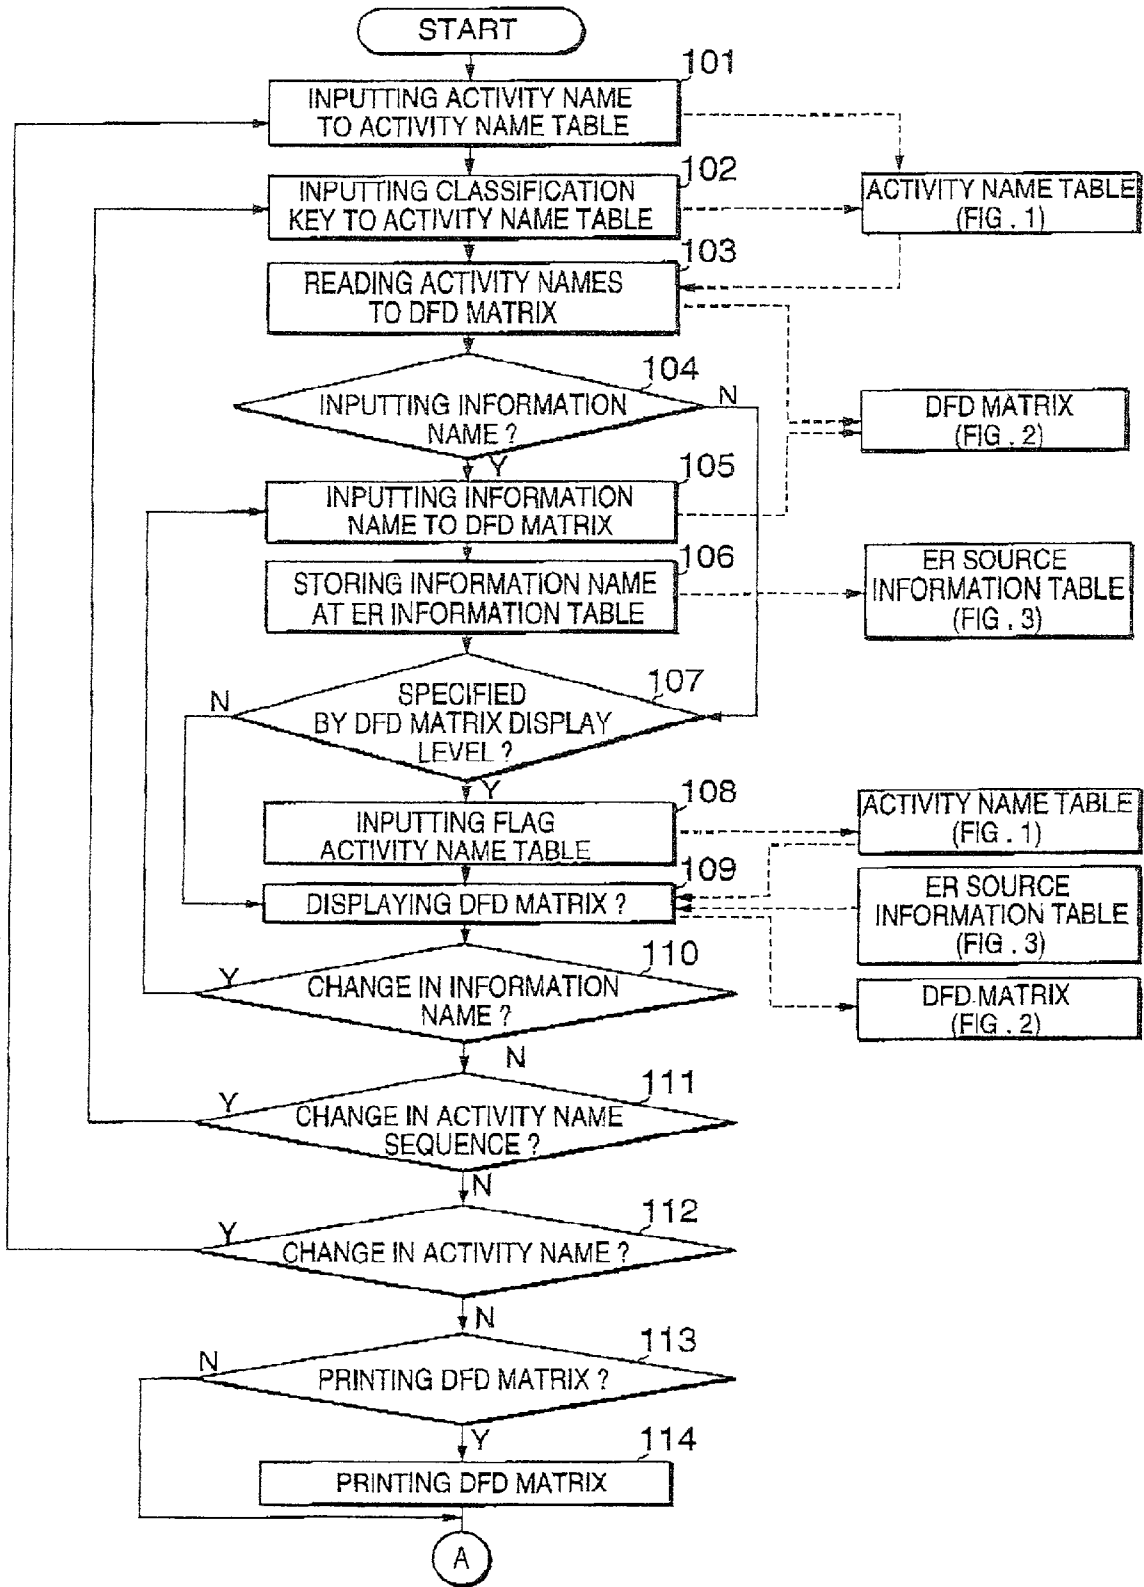 START
101
INPUTTING ACTIVITY NAME
TO ACTIVITY NAME TABLE
102
INPUTTING CLASSIFICATION
KEY TO ACTIVITY NAME TABLE
ACTIVITY NAME TABLE
(FIG . 1)
103
READING ACTIVITY NAMES
TO DFD MATRIX
104
INPUTTING INFORMATION
NAME ?
N
Y
DFD MATRIX
(FIG . 2)
105
INPUTTING INFORMATION
NAME TO DFD MATRIX
106
STORING INFORMATION NAME
AT ER INFORMATION TABLE
ER SOURCE
INFORMATION TABLE
(FIG . 3)
107
N
SPECIFIED
BY DFD MATRIX DISPLAY
LEVEL ?
Y
108
INPUTTING FLAG
ACTIVITY NAME TABLE
ACTIVITY NAME TABLE
(FIG . 1)
109
DISPLAYING DFD MATRIX ?
ER SOURCE
INFORMATION TABLE
(FIG . 3)
110
Y
CHANGE IN INFORMATION
NAME ?
N
DFD MATRIX
(FIG . 2)
111
Y
CHANGE IN ACTIVITY NAME
SEQUENCE ?
N
112
Y
CHANGE IN ACTIVITY NAME ?
N
113
N
PRINTING DFD MATRIX ?
Y
114
PRINTING DFD MATRIX
A